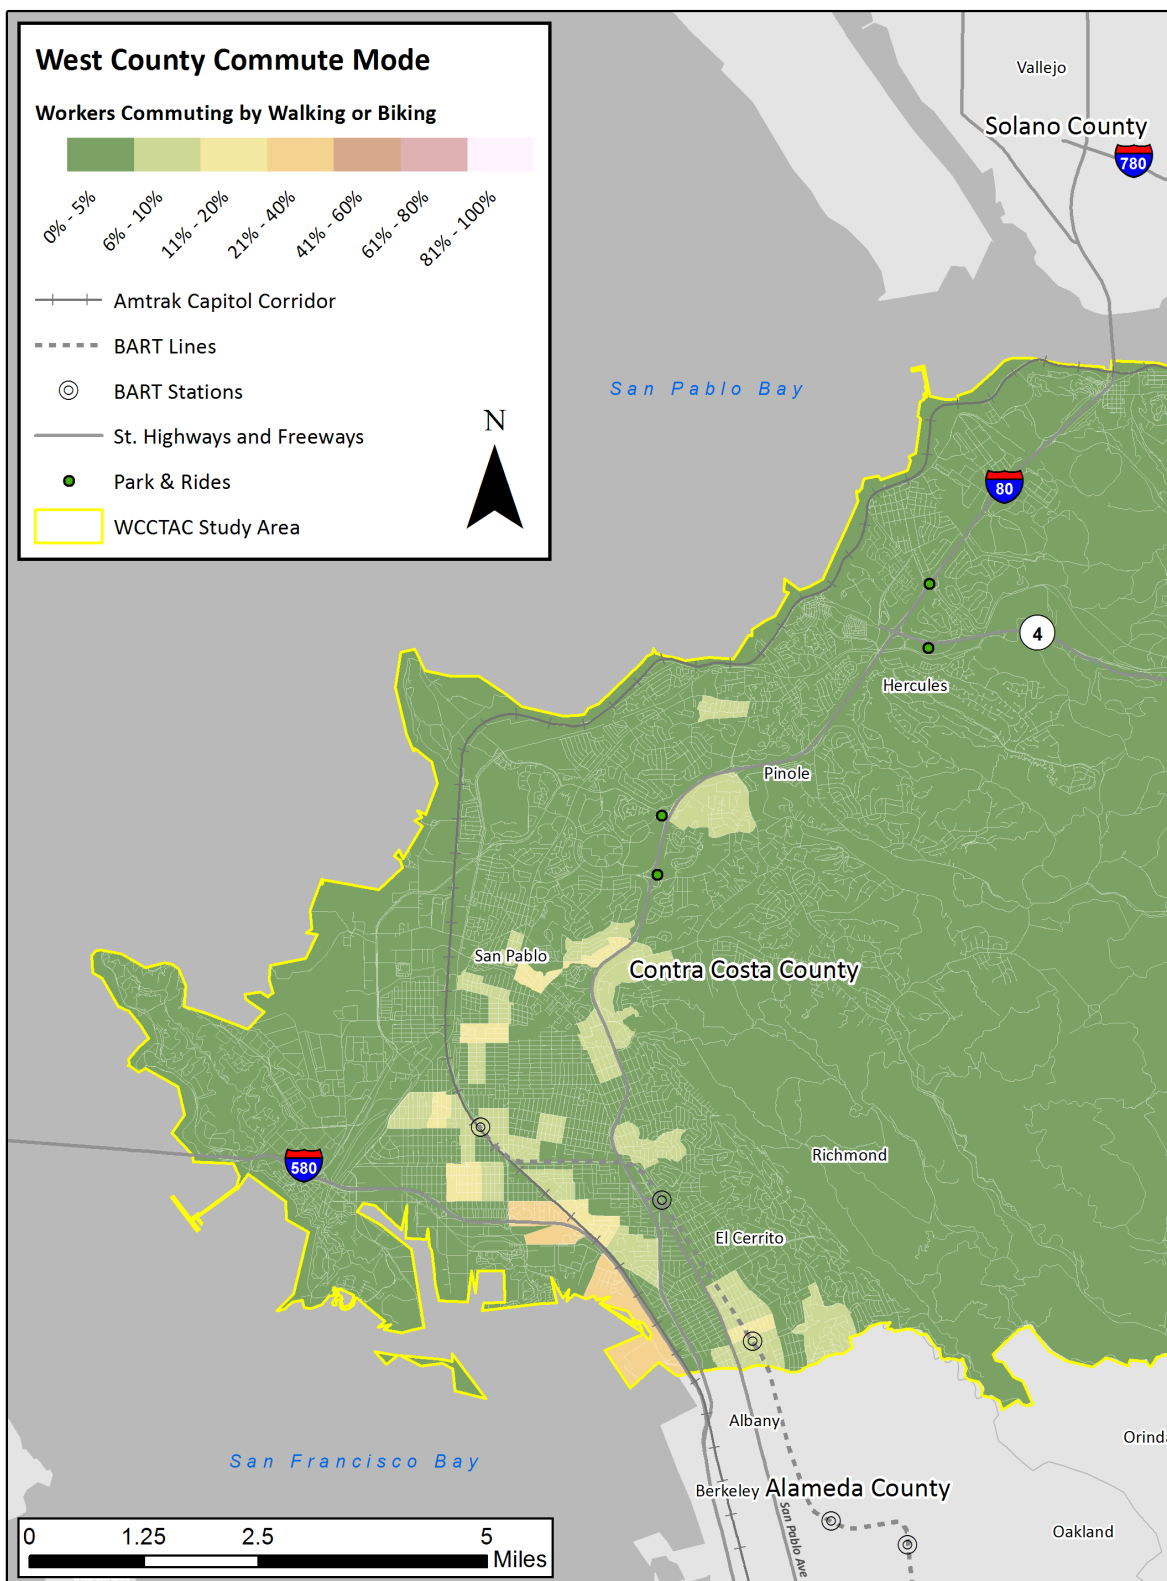 West County Commute Mode
Workers Commuting by Walking or Biking
0% - 5%
6% - 10%
11% - 20%
21% - 40%
41% - 60%
61% - 80%
81% - 100%
Amtrak Capitol Corridor
BART Lines
BART Stations
St. Highways and Freeways
Park & Rides
WCCTAC Study Area
N
Vallejo
Solano County
780
San Pablo Bay
80
4
Hercules
Pinole
San Pablo
Contra Costa County
Richmond
580
El Cerrito
Albany
Orinda
San Francisco Bay
Berkeley
Alameda County
San Pablo Ave
Oakland
0 1.25 2.5 5
Miles